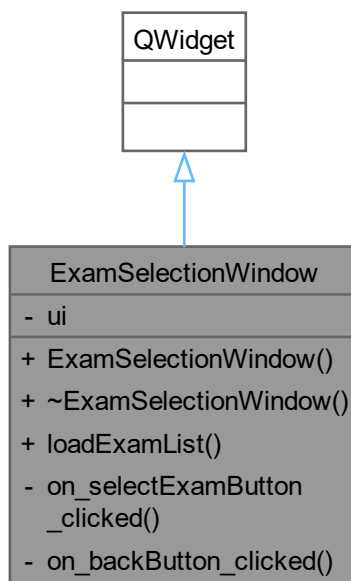 QWidget
ExamSelectionWindow
- ui
+ ExamSelectionWindow()
+ ~ExamSelectionWindow()
+ loadExamList()
- on_selectExamButton
_clicked()
- on_backButton_clicked()